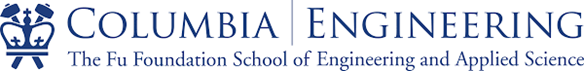 COLUMBIA | ENGINEERING
The Fu Foundation School of Engineering and Applied Science